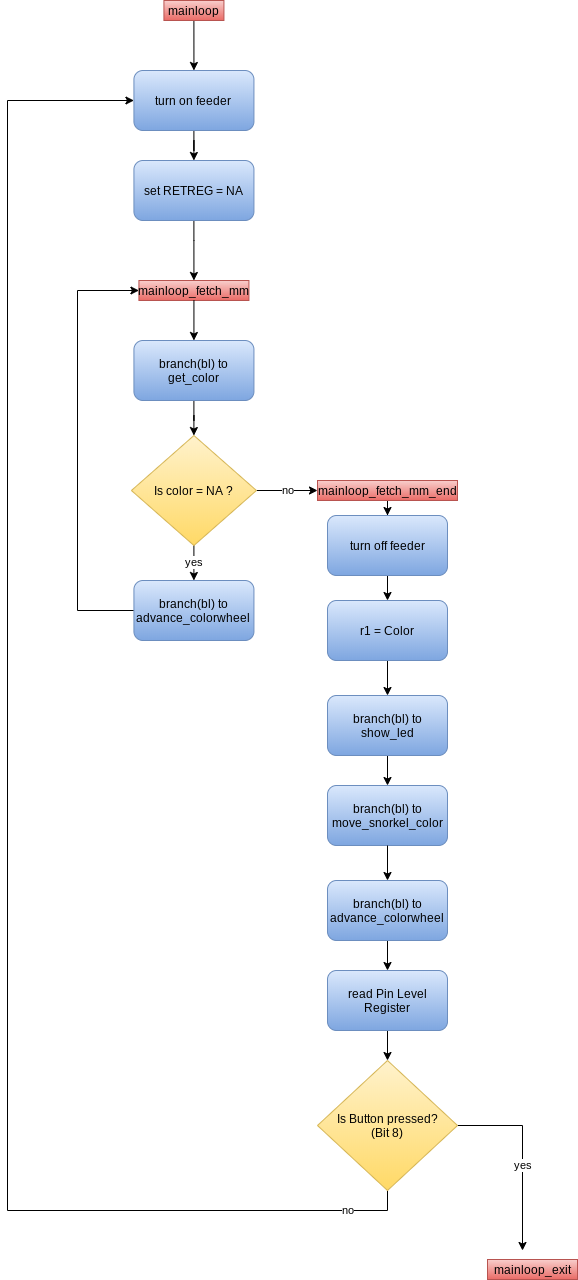 mainloop
turn on feeder
set RETREG = NA
mainloop_fetch_mm
branch(bl) to
get_color
Is color = NA ?
no
yes
branch(bl) to
advance_colorwheel
mainloop_fetch_mm_end
turn off feeder
r1 = Color
branch(bl) to
show_led
branch(bl) to
move_snorkel_color
branch(bl) to
advance_colorwheel
read Pin Level
Register
Is Button pressed?
(Bit 8)
yes
no
mainloop_exit